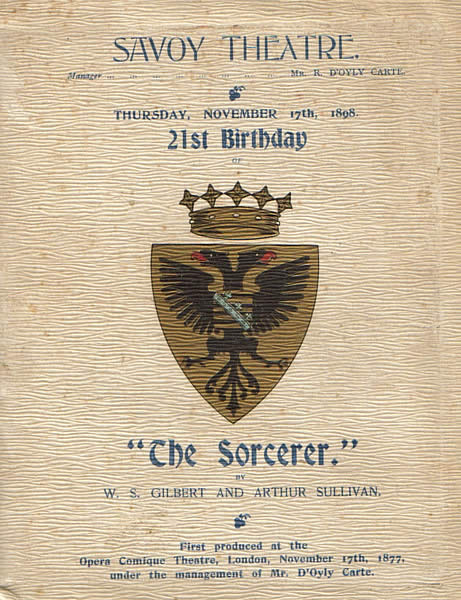 SAVOY THEATRE.
Manager ... ... ... ... ... ... ... ... Mr. R. D'OYLY CARTE.
THURSDAY, NOVEMBER 17th, 1898.
21st Birthday
OF
"The Sorcerer."
BY
W. S. GILBERT AND ARTHUR SULLIVAN.
First produced at the
Opera Comique Theatre, London, November 17th, 1877,
under the management of Mr. D'Oyly Carte.